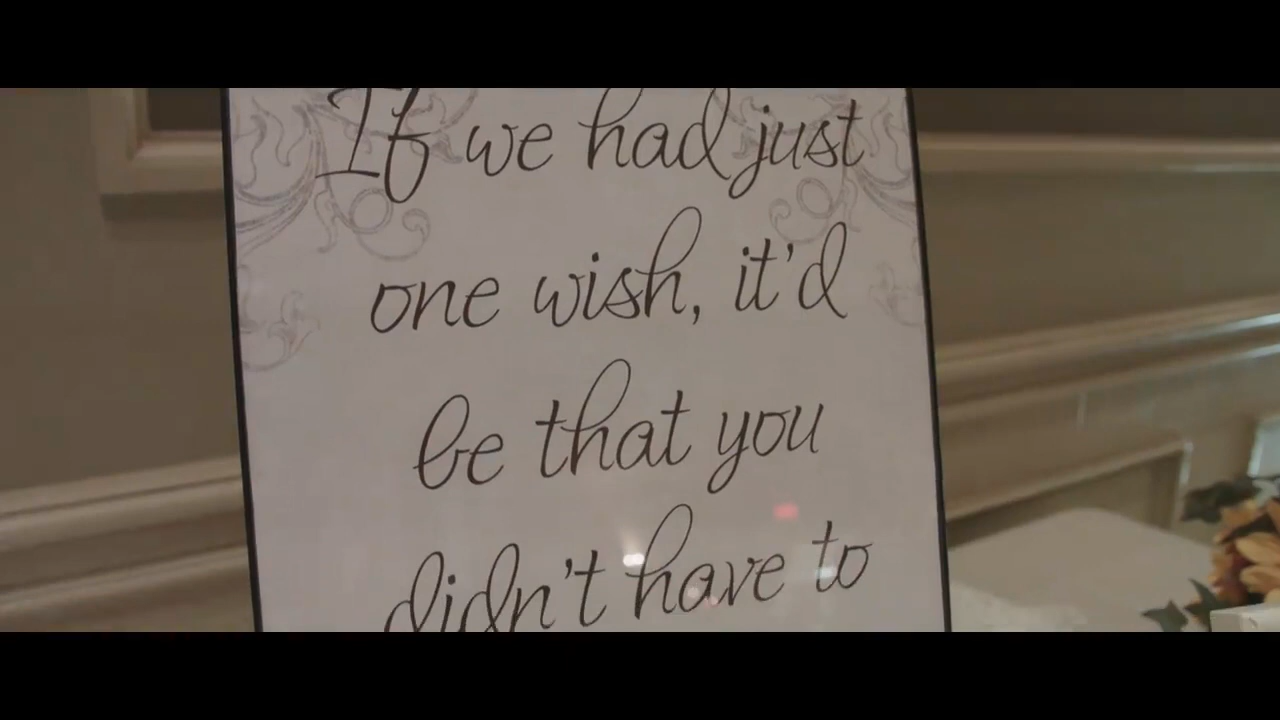 If we had just
one wish, it'd
be that you
didn't have to